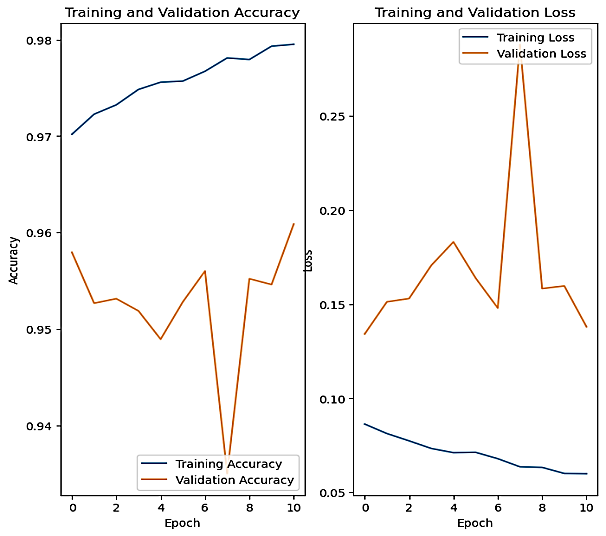 Training and Validation Accuracy
0.98
0.97
0.96
0.95
0.94
Accuracy
Training Accuracy
Validation Accuracy
0 2 4 6 8 10
Epoch
Training and Validation Loss
Training Loss
Validation Loss
0.25
0.20
0.15
0.10
0.05
Loss
0 2 4 6 8 10
Epoch